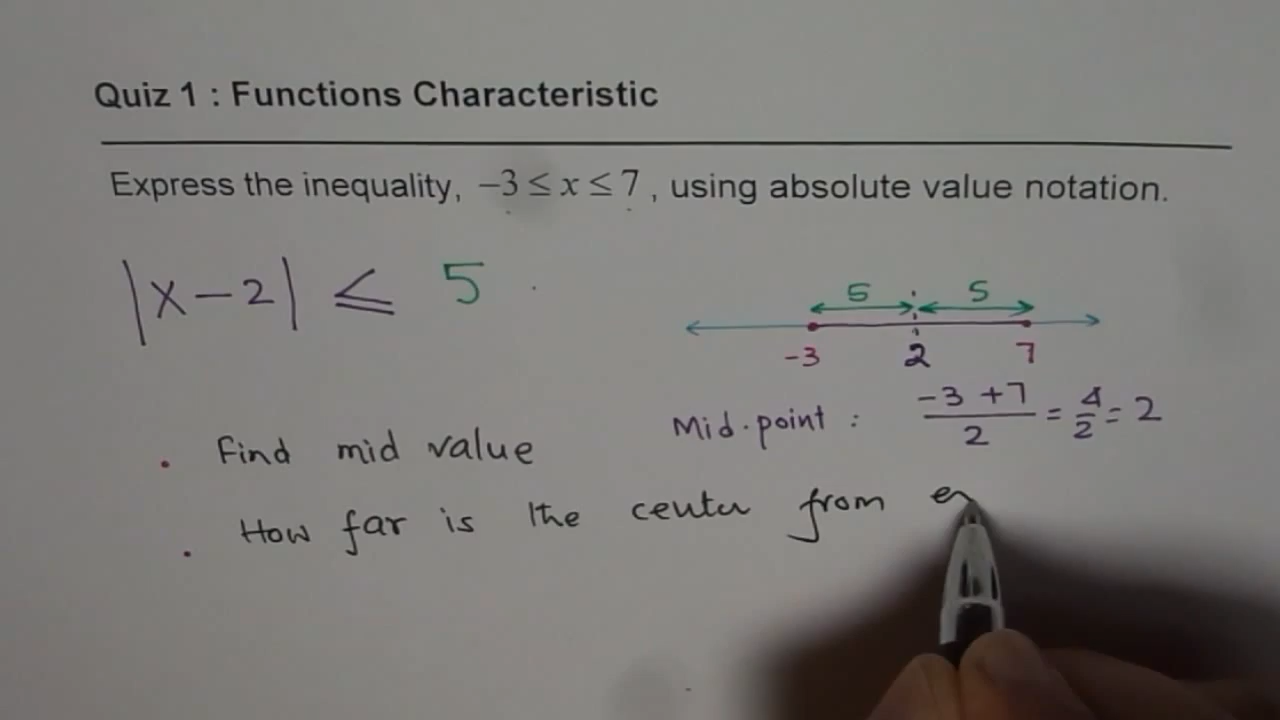 Quiz 1 : Functions Characteristic
Express the inequality, −3 ≤ x ≤ 7 , using absolute value notation.
|x − 2| ≤ 5
5 5
-3 2 7
Mid-point : (-3 + 7)/2 = 4/2 = 2
. Find mid value
. How far is the center from